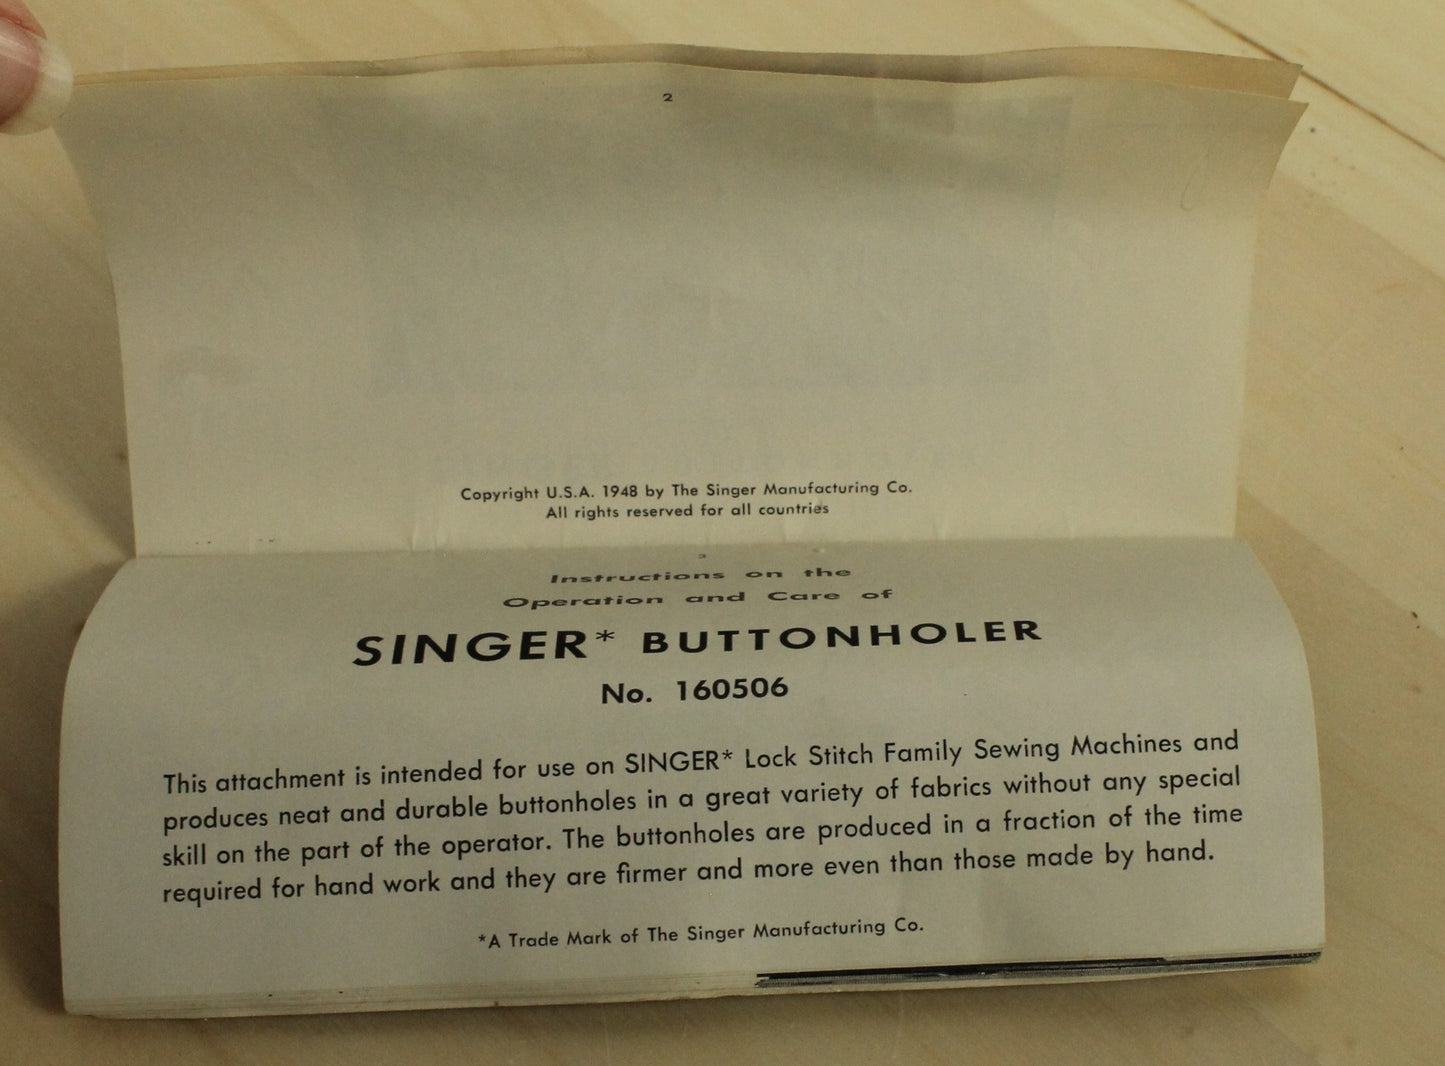 2
Copyright U.S.A. 1948 by The Singer Manufacturing Co.
All rights reserved for all countries
3
Instructions on the
Operation and Care of
SINGER* BUTTONHOLER
No. 160506
This attachment is intended for use on SINGER* Lock Stitch Family Sewing Machines and
produces neat and durable buttonholes in a great variety of fabrics without any special
skill on the part of the operator. The buttonholes are produced in a fraction of the time
required for hand work and they are firmer and more even than those made by hand.
*A Trade Mark of The Singer Manufacturing Co.